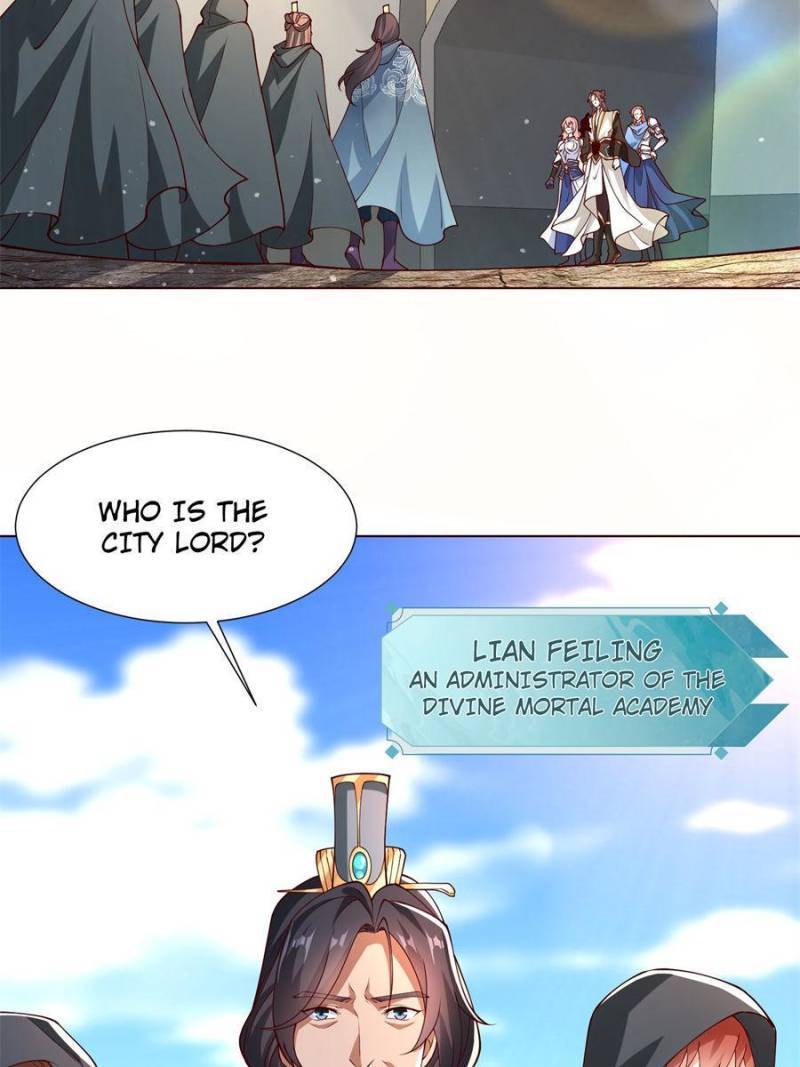 WHO IS THE
CITY LORD?
LIAN FEILING
AN ADMINISTRATOR OF THE
DIVINE MORTAL ACADEMY